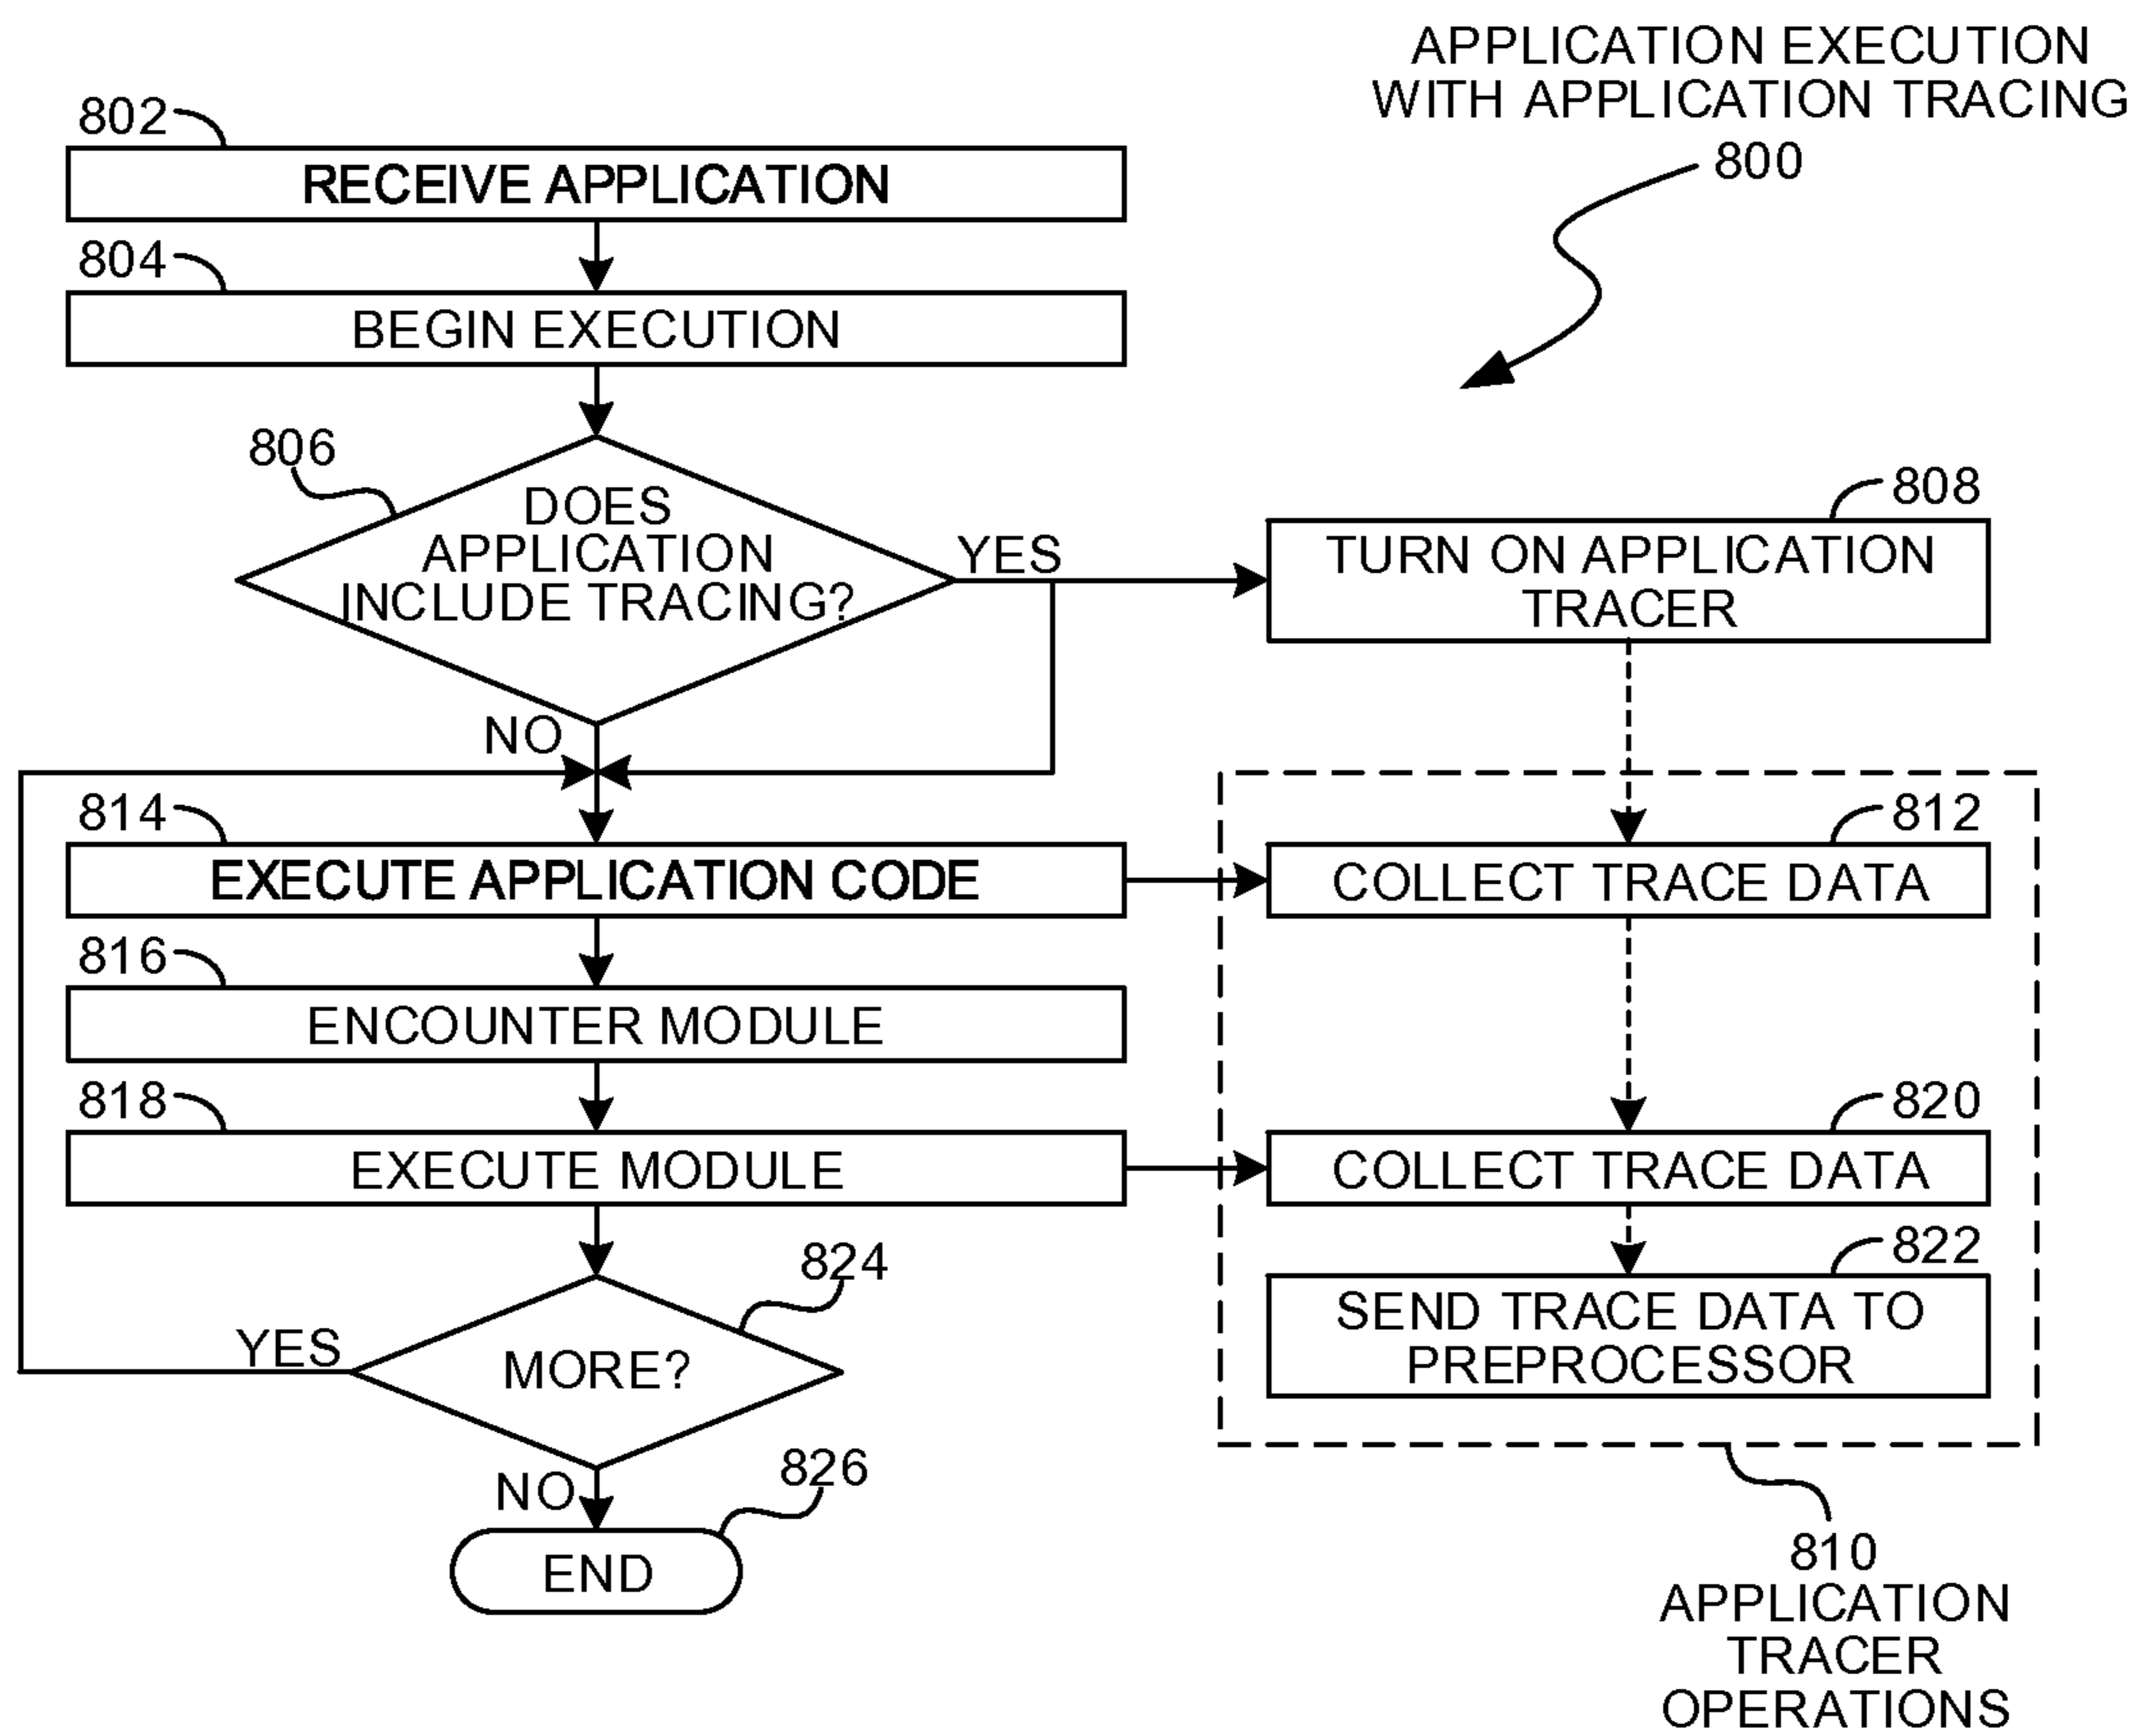 APPLICATION EXECUTION
WITH APPLICATION TRACING
800
802
RECEIVE APPLICATION
804
BEGIN EXECUTION
806
DOES
APPLICATION
INCLUDE TRACING?
YES
808
TURN ON APPLICATION
TRACER
NO
814
EXECUTE APPLICATION CODE
812
COLLECT TRACE DATA
816
ENCOUNTER MODULE
818
EXECUTE MODULE
820
COLLECT TRACE DATA
822
SEND TRACE DATA TO
PREPROCESSOR
824
MORE?
YES
NO
826
END
810
APPLICATION
TRACER
OPERATIONS